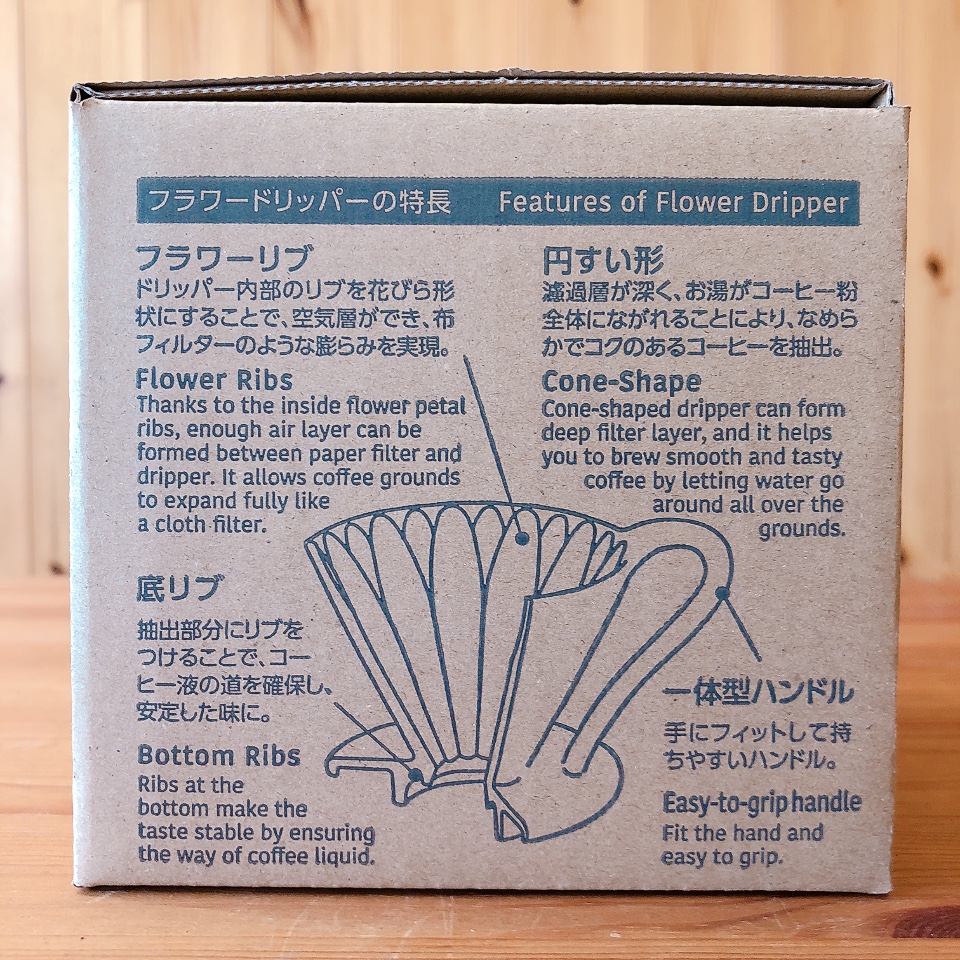 フラワードリッパーの特長 Features of Flower Dripper
フラワーリブ
ドリッパー内部のリブを花びら形
状にすることで、空気層ができ、布
フィルターのような膨らみを実現。
Flower Ribs
Thanks to the inside flower petal
ribs, enough air layer can be
formed between paper filter and
dripper. It allows coffee grounds
to expand fully like
a cloth filter.
円すい形
濾過層が深く、お湯がコーヒー粉
全体にながれることにより、なめら
かでコクのあるコーヒーを抽出。
Cone-Shape
Cone-shaped dripper can form
deep filter layer, and it helps
you to brew smooth and tasty
coffee by letting water go
around all over the
grounds.
底リブ
抽出部分にリブを
つけることで、コー
ヒー液の道を確保し、
安定した味に。
Bottom Ribs
Ribs at the
bottom make the
taste stable by ensuring
the way of coffee liquid.
一体型ハンドル
手にフィットして持
ちやすいハンドル。
Easy-to-grip handle
Fit the hand and
easy to grip.